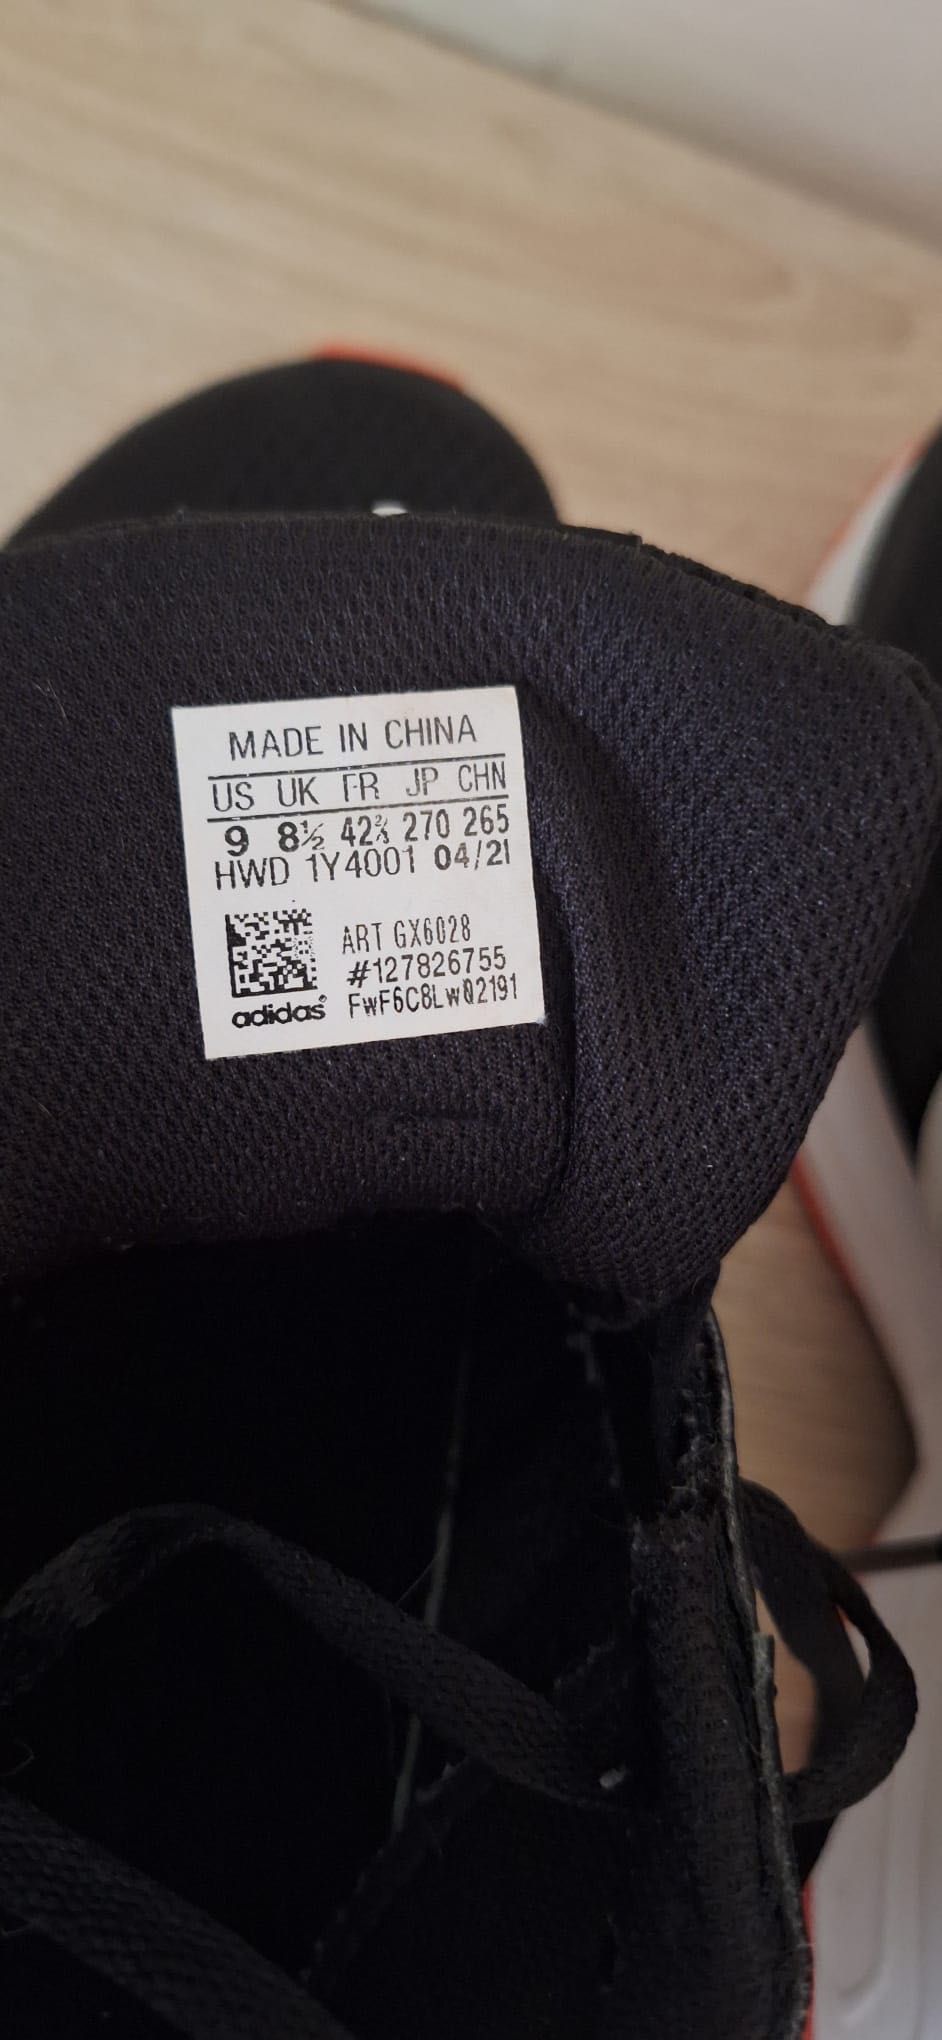 MADE IN CHINA
US UK FR JP CHN
9 8½ 42⅔ 270 265
HWD 1Y4001 04/21
ART GX6028
#127826755
FwF6C8LwQ2191
adidas